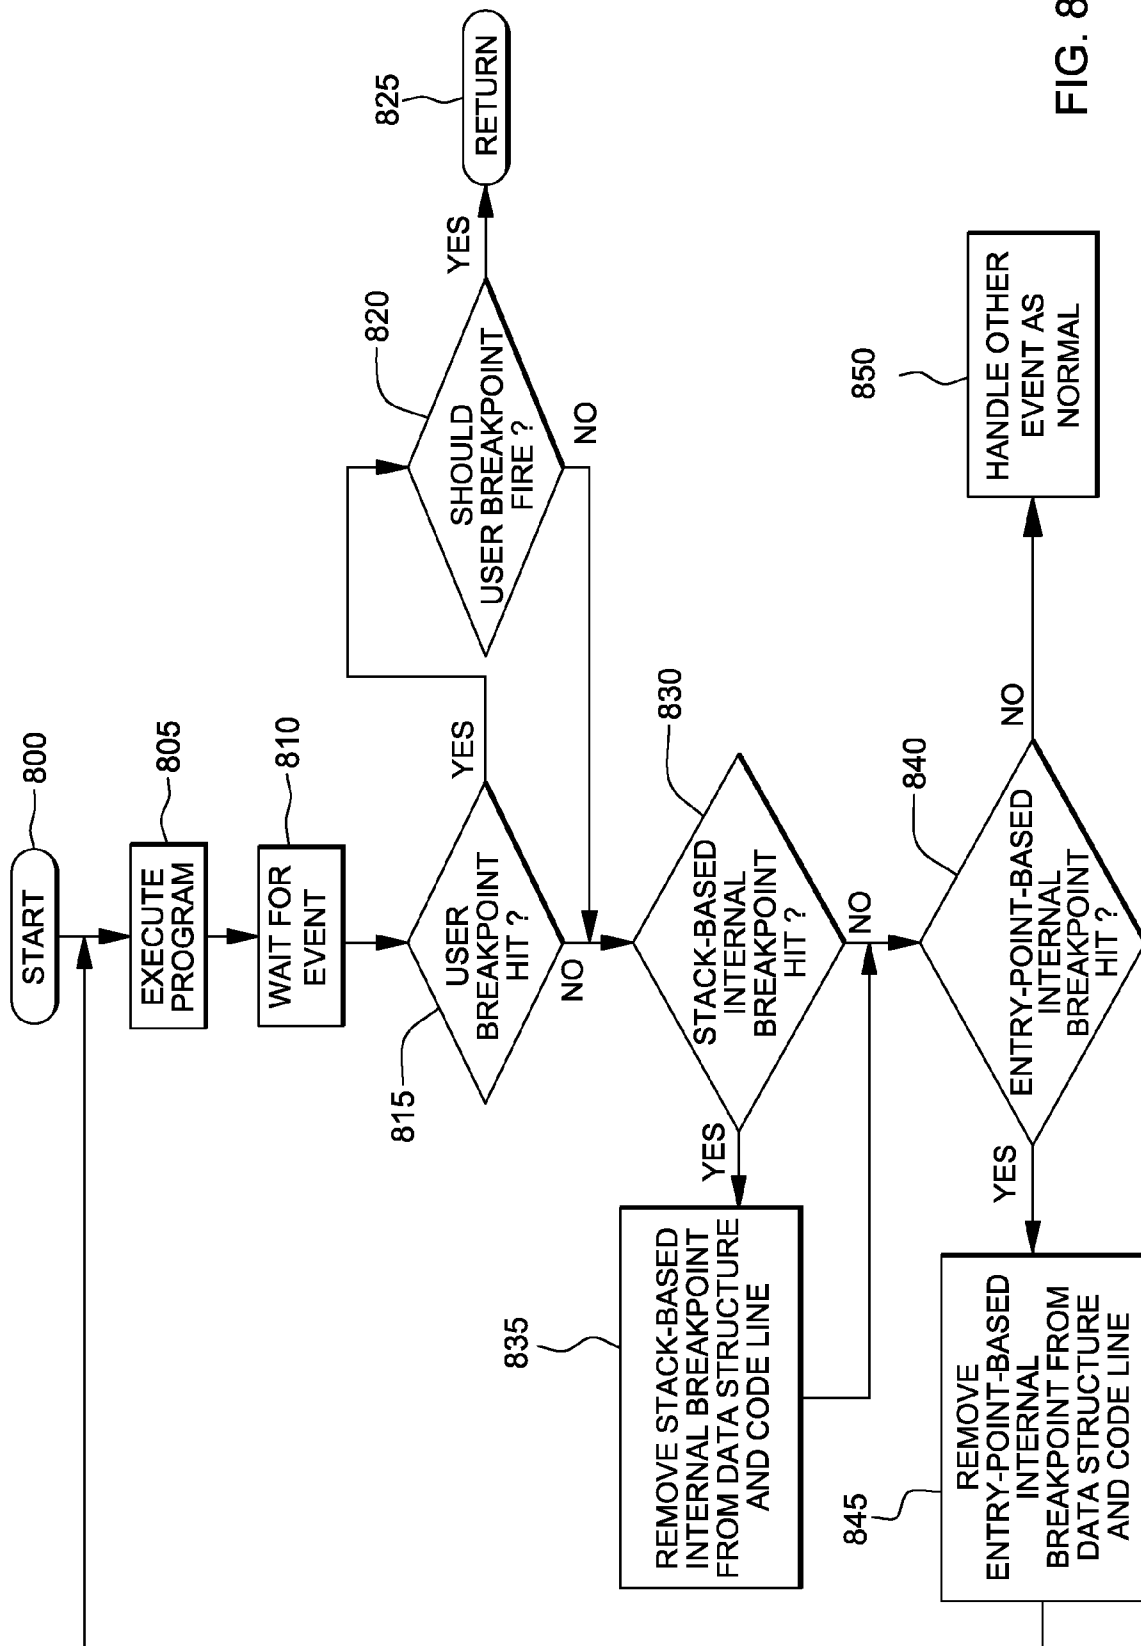 START
800
EXECUTE
PROGRAM
805
WAIT FOR
EVENT
810
USER
BREAKPOINT
HIT ?
815
YES
NO
SHOULD
USER BREAKPOINT
FIRE ?
820
YES
NO
RETURN
825
STACK-BASED
INTERNAL
BREAKPOINT
HIT ?
830
YES
NO
REMOVE STACK-BASED
INTERNAL BREAKPOINT
FROM DATA STRUCTURE
AND CODE LINE
835
ENTRY-POINT-BASED
INTERNAL
BREAKPOINT
HIT ?
840
YES
NO
REMOVE
ENTRY-POINT-BASED
INTERNAL
BREAKPOINT FROM
DATA STRUCTURE
AND CODE LINE
845
HANDLE OTHER
EVENT AS
NORMAL
850
FIG. 8